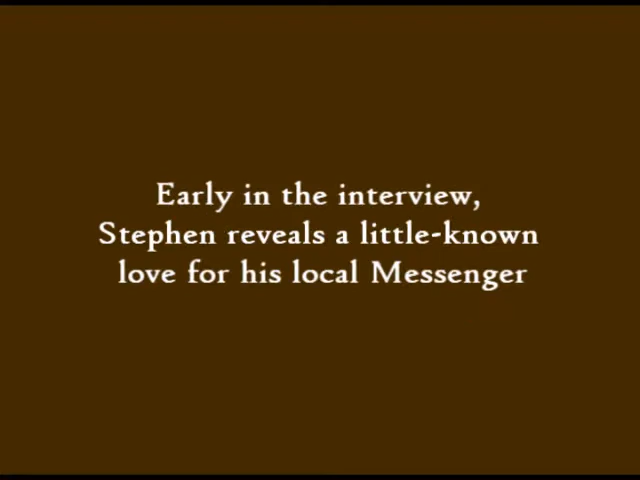 Early in the interview,
Stephen reveals a little-known
love for his local Messenger